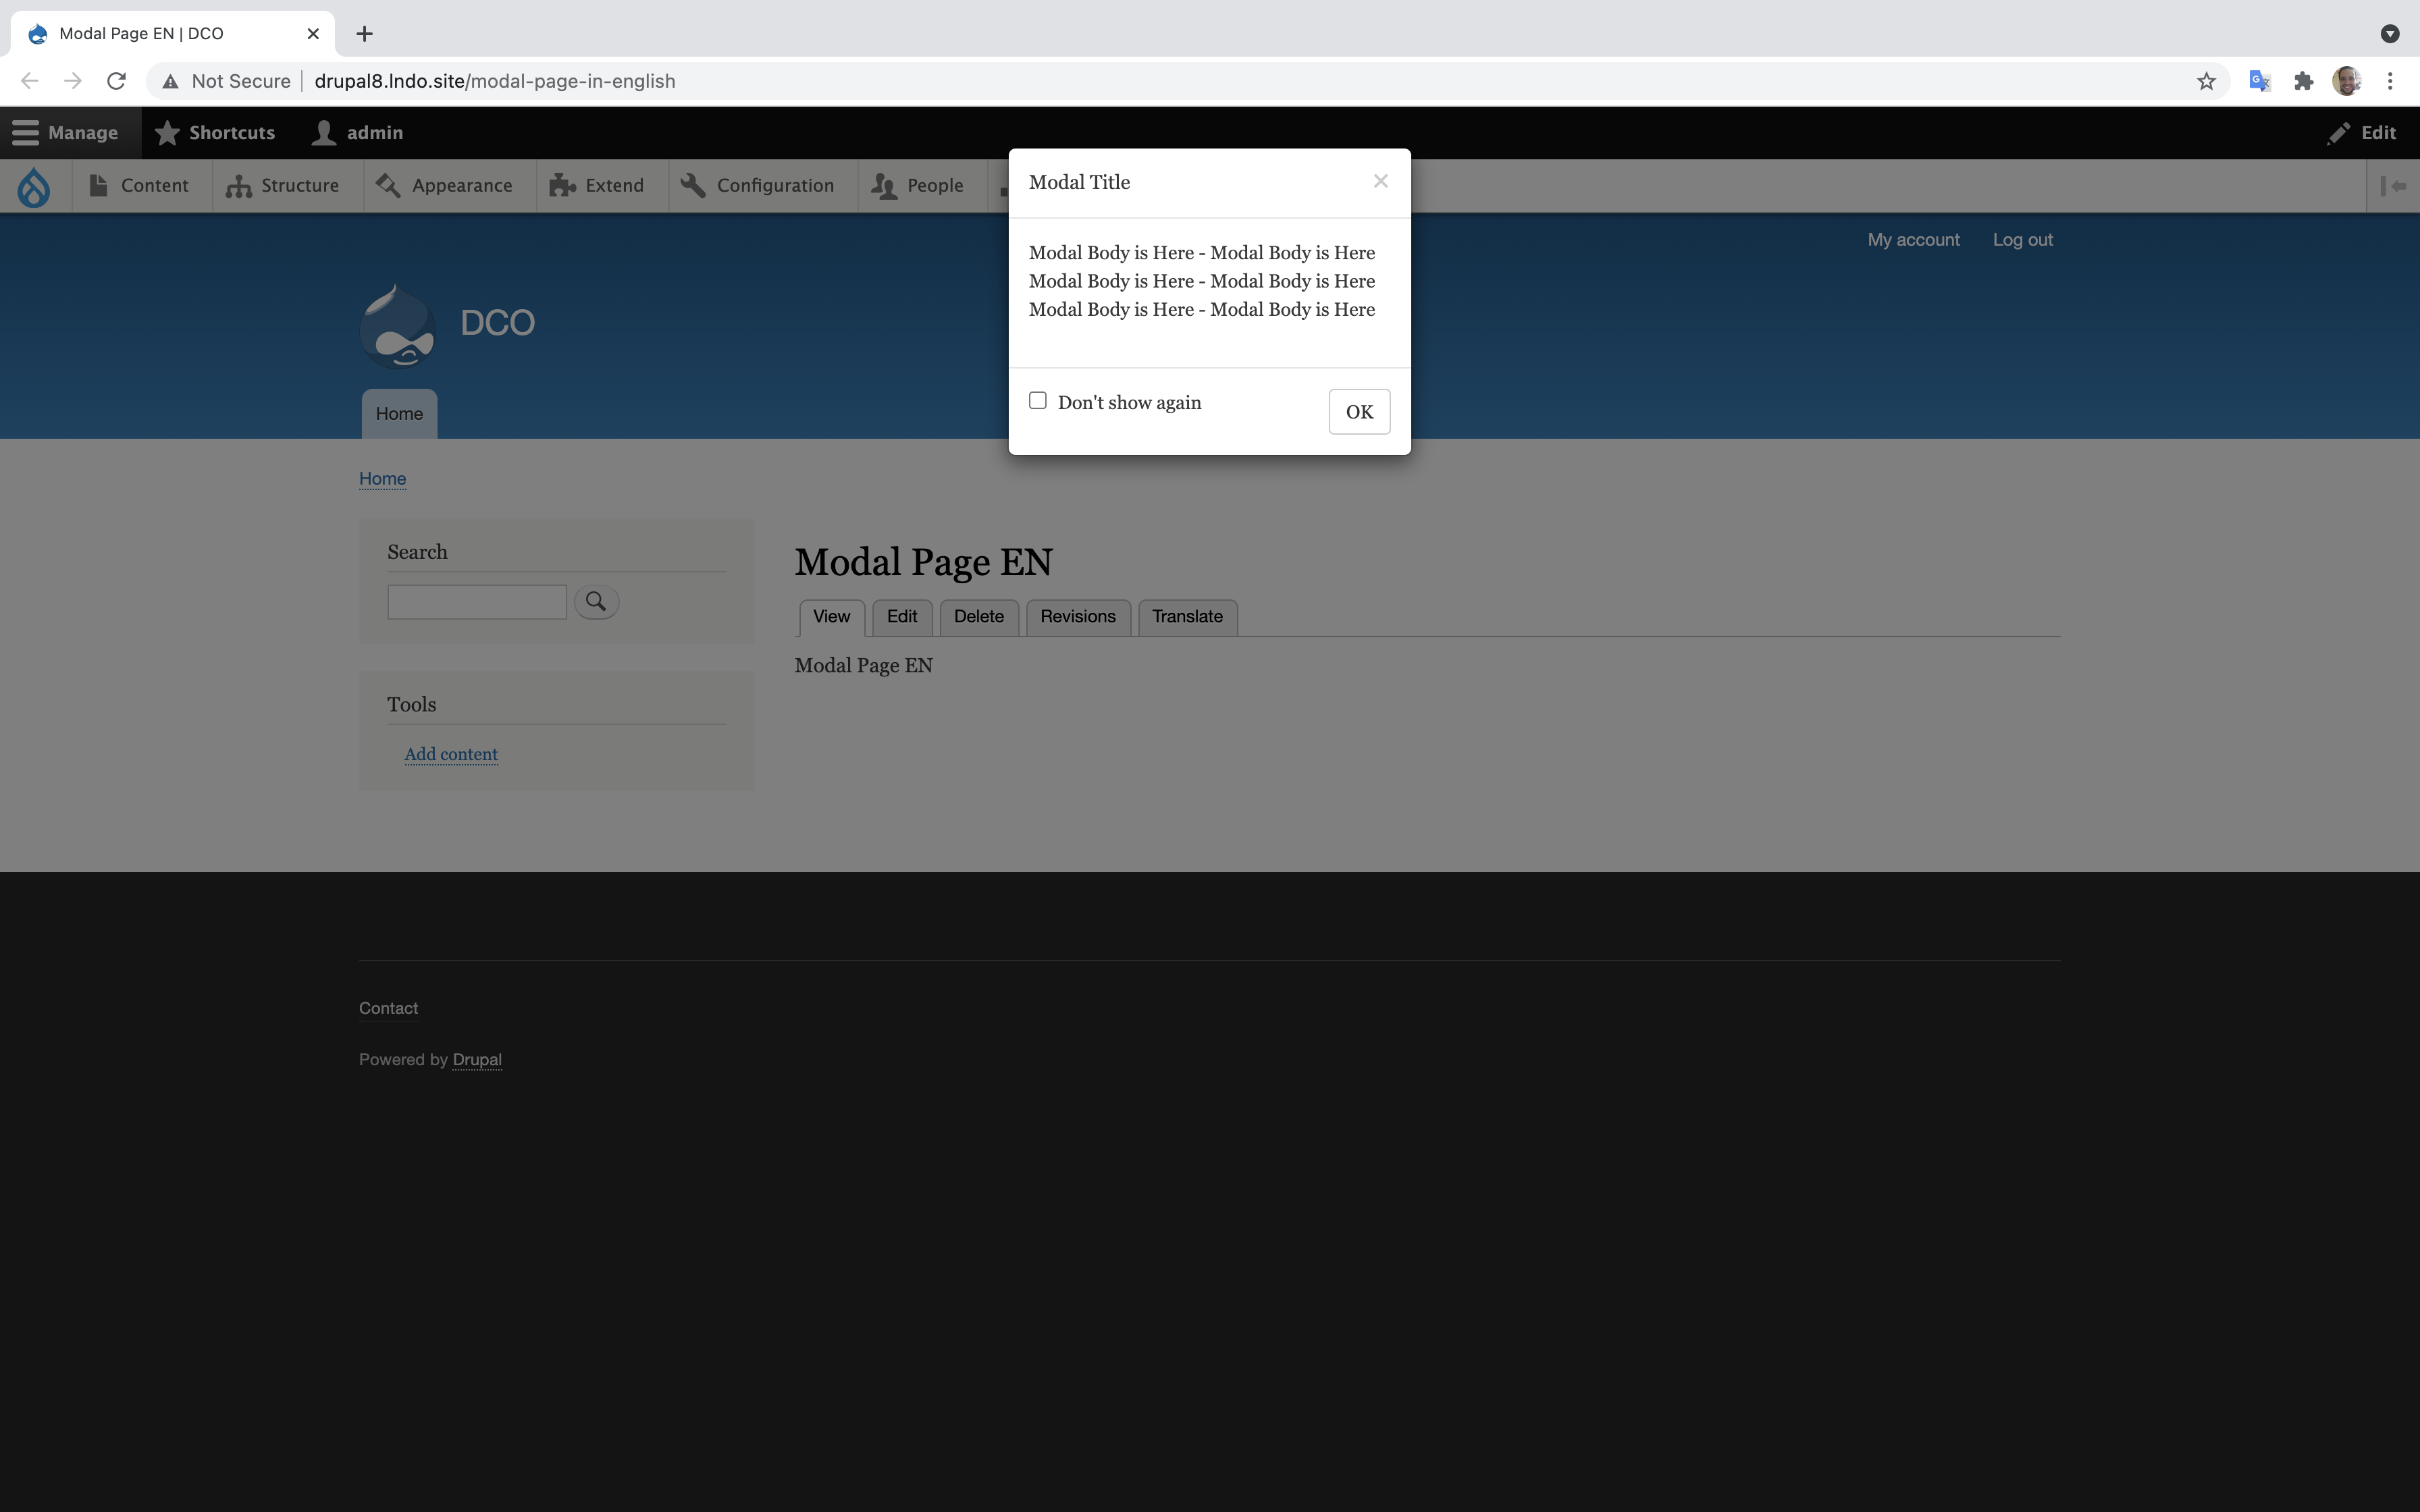 Modal Page EN | DCO
Not Secure drupal8.lndo.site/modal-page-in-english
Manage Shortcuts admin Edit
Content Structure Appearance Extend Configuration People
My account Log out
DCO
Home
Modal Title
Modal Body is Here - Modal Body is Here
Modal Body is Here - Modal Body is Here
Modal Body is Here - Modal Body is Here
Don't show again OK
Home
Search
Modal Page EN
View Edit Delete Revisions Translate
Modal Page EN
Tools
Add content
Contact
Powered by Drupal